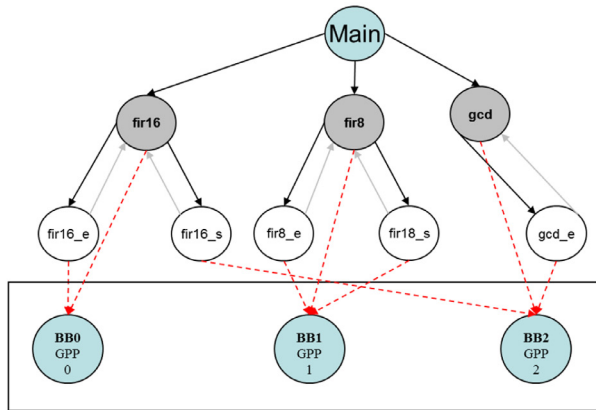 Main
fir16
fir8
gcd
fir16_e
fir16_s
fir8_e
fir18_s
gcd_e
BB0
GPP
0
BB1
GPP
1
BB2
GPP
2